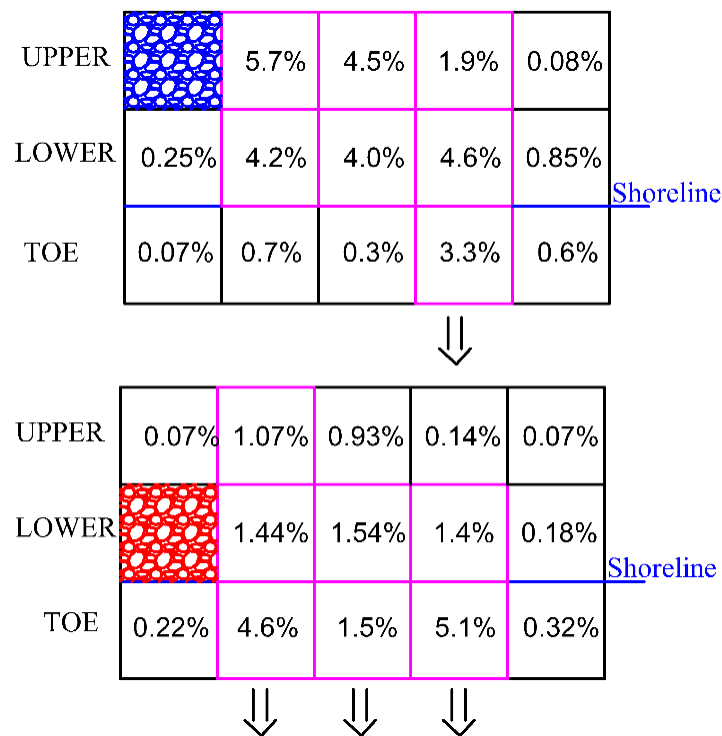 UPPER 5.7% 4.5% 1.9% 0.08%
LOWER 0.25% 4.2% 4.0% 4.6% 0.85%
Shoreline
TOE 0.07% 0.7% 0.3% 3.3% 0.6%
UPPER 0.07% 1.07% 0.93% 0.14% 0.07%
LOWER 1.44% 1.54% 1.4% 0.18%
Shoreline
TOE 0.22% 4.6% 1.5% 5.1% 0.32%